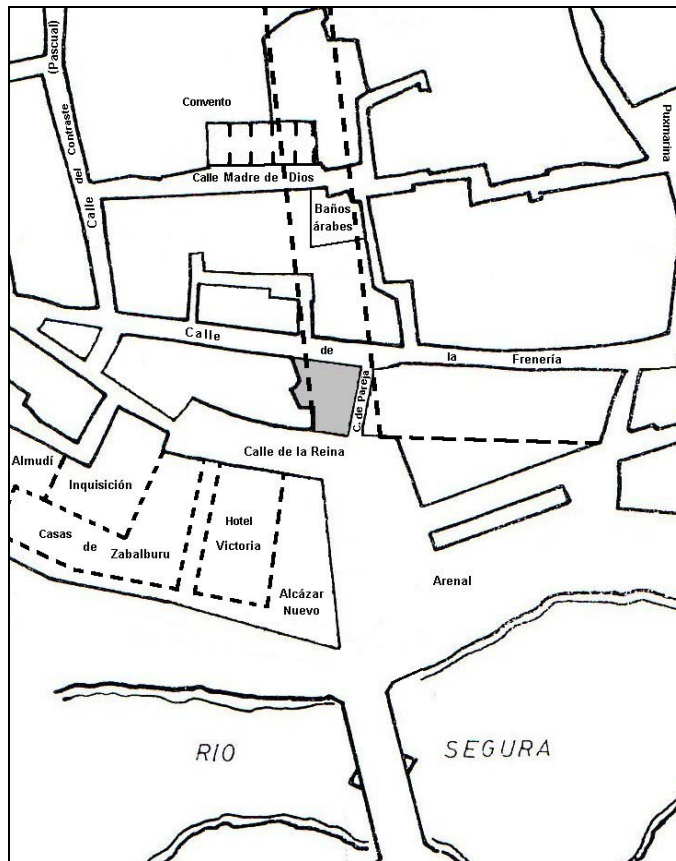 (Pascual)
Contraste
del
Calle
Convento
Puxmarina
Calle Madre de Dios
Baños
árabes
Calle
de
la
Frenería
C. de Pareja
Calle de la Reina
Almudí
Inquisición
Casas
de
Zabalburu
Hotel
Victoria
Alcázar
Nuevo
Arenal
RIO
SEGURA